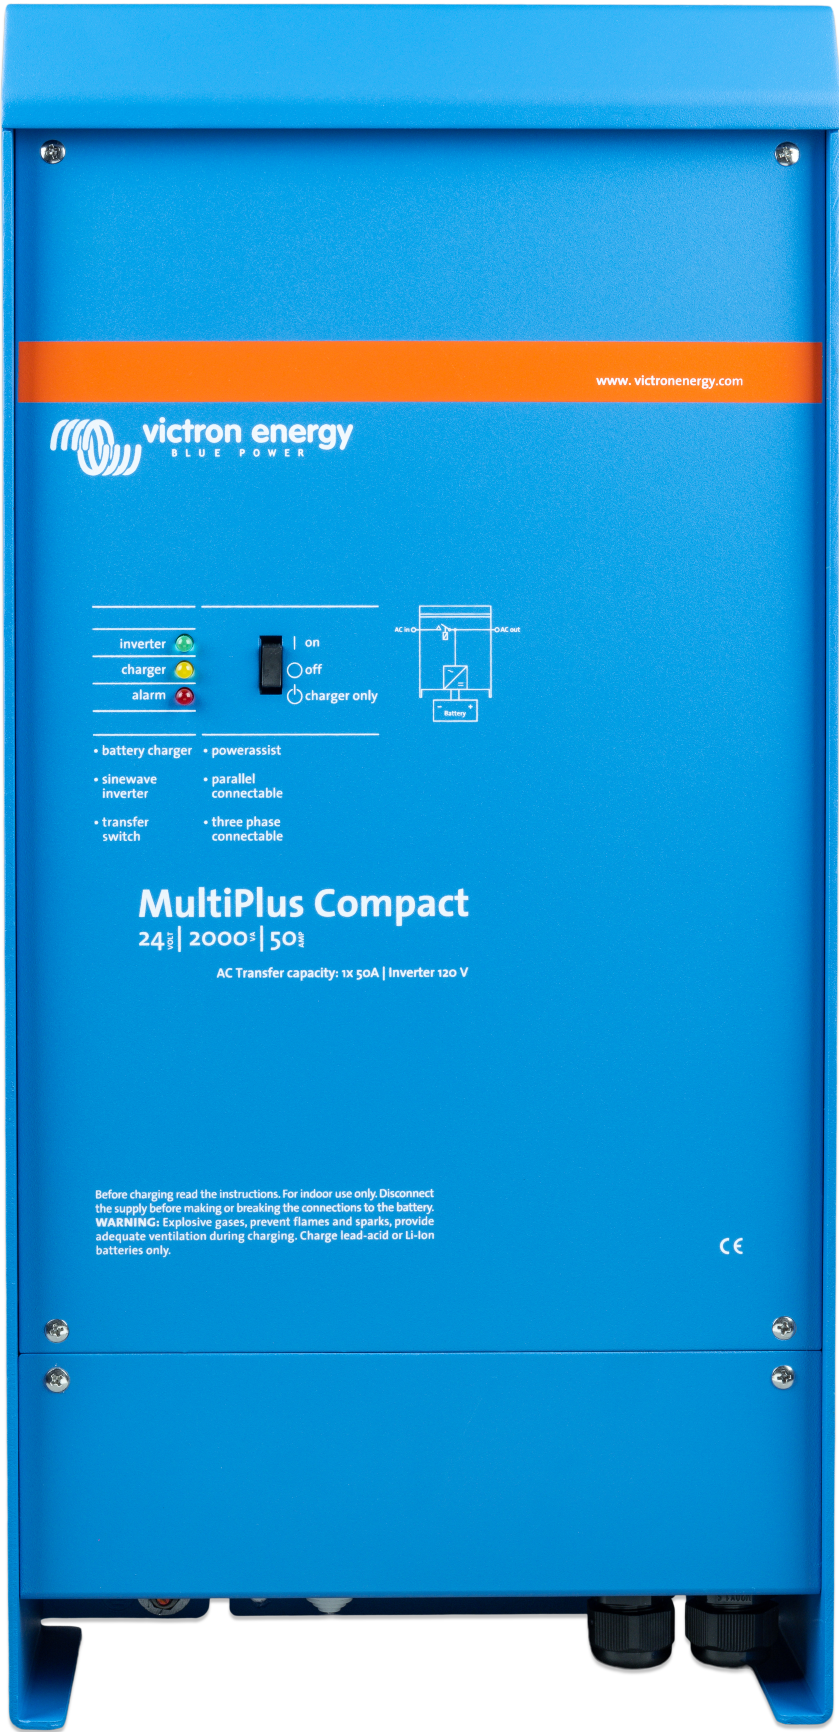 www. victronenergy.com
victron energy
BLUE POWER
inverter
charger
alarm
on
off
charger only
AC in
AC out
- +
Battery
• battery charger
• sinewave
inverter
• transfer
switch
• powerassist
• parallel
connectable
• three phase
connectable
MultiPlus Compact
24 VOLT | 2000 VA | 50 AMP
AC Transfer capacity: 1x 50A | Inverter 120 V
Before charging read the instructions. For indoor use only. Disconnect
the supply before making or breaking the connections to the battery.
WARNING: Explosive gases, prevent flames and sparks, provide
adequate ventilation during charging. Charge lead-acid or Li-Ion
batteries only.
CE